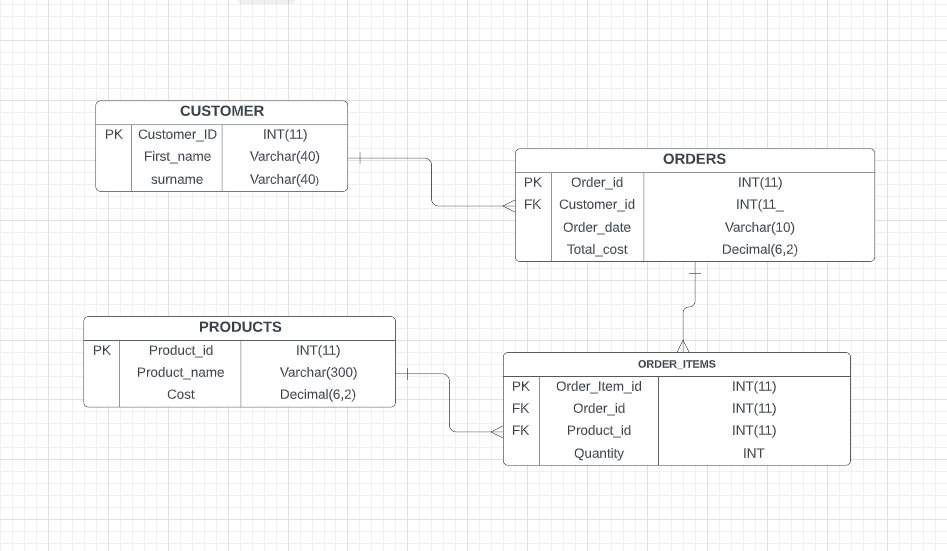 CUSTOMER
PK Customer_ID INT(11)
First_name Varchar(40)
surname Varchar(40)
ORDERS
PK Order_id INT(11)
FK Customer_id INT(11_
Order_date Varchar(10)
Total_cost Decimal(6,2)
PRODUCTS
PK Product_id INT(11)
Product_name Varchar(300)
Cost Decimal(6,2)
ORDER_ITEMS
PK Order_Item_id INT(11)
FK Order_id INT(11)
FK Product_id INT(11)
Quantity INT